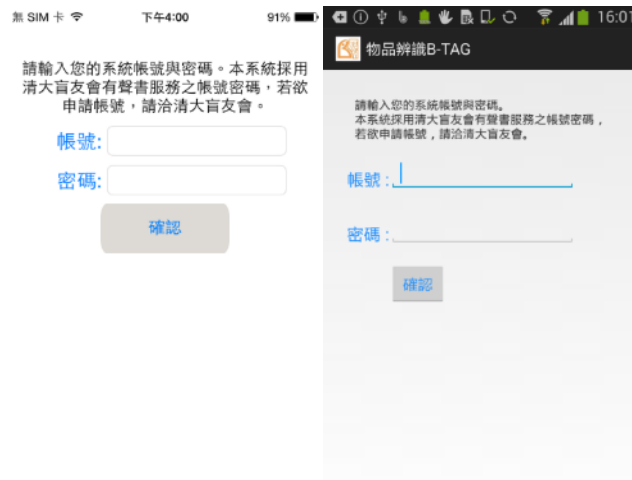 無 SIM 卡
下午4:00
91%
請輸入您的系統帳號與密碼。本系統採用
清大盲友會有聲書服務之帳號密碼，若欲
申請帳號，請洽清大盲友會。
帳號:
密碼:
確認
16:01
物品辨識B-TAG
請輸入您的系統帳號與密碼。
本系統採用清大盲友會有聲書服務之帳號密碼，
若欲申請帳號，請洽清大盲友會。
帳號：
密碼：
確認